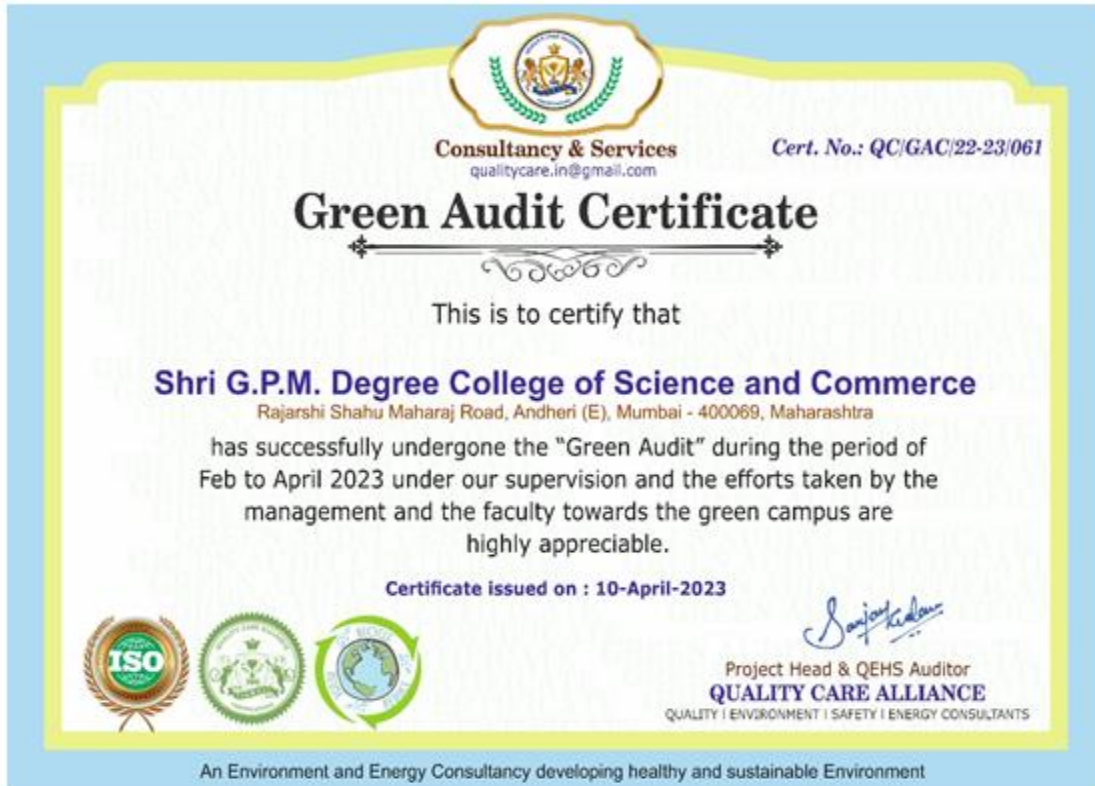 Consultancy & Services
Cert. No.: QC/GAC/22-23/061
qualitycare.in@gmail.com
Green Audit Certificate
This is to certify that
Shri G.P.M. Degree College of Science and Commerce
Rajarshi Shahu Maharaj Road, Andheri (E), Mumbai - 400069, Maharashtra
has successfully undergone the “Green Audit” during the period of
Feb to April 2023 under our supervision and the efforts taken by the
management and the faculty towards the green campus are
highly appreciable.
Certificate issued on : 10-April-2023
ISO
Project Head & QEHS Auditor
QUALITY CARE ALLIANCE
QUALITY I ENVIRONMENT I SAFETY I ENERGY CONSULTANTS
An Environment and Energy Consultancy developing healthy and sustainable Environment